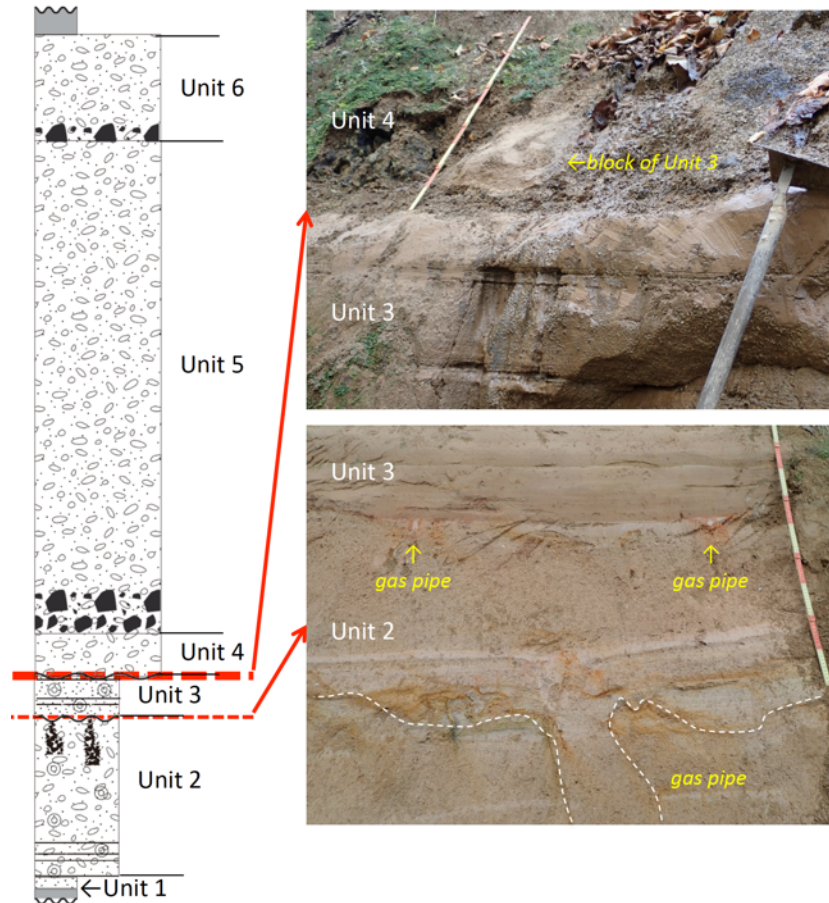 Unit 6
Unit 5
Unit 4
Unit 3
Unit 2
←Unit 1
Unit 4
←block of Unit 3
Unit 3
Unit 3
↑ ↑
gas pipe gas pipe
Unit 2
gas pipe